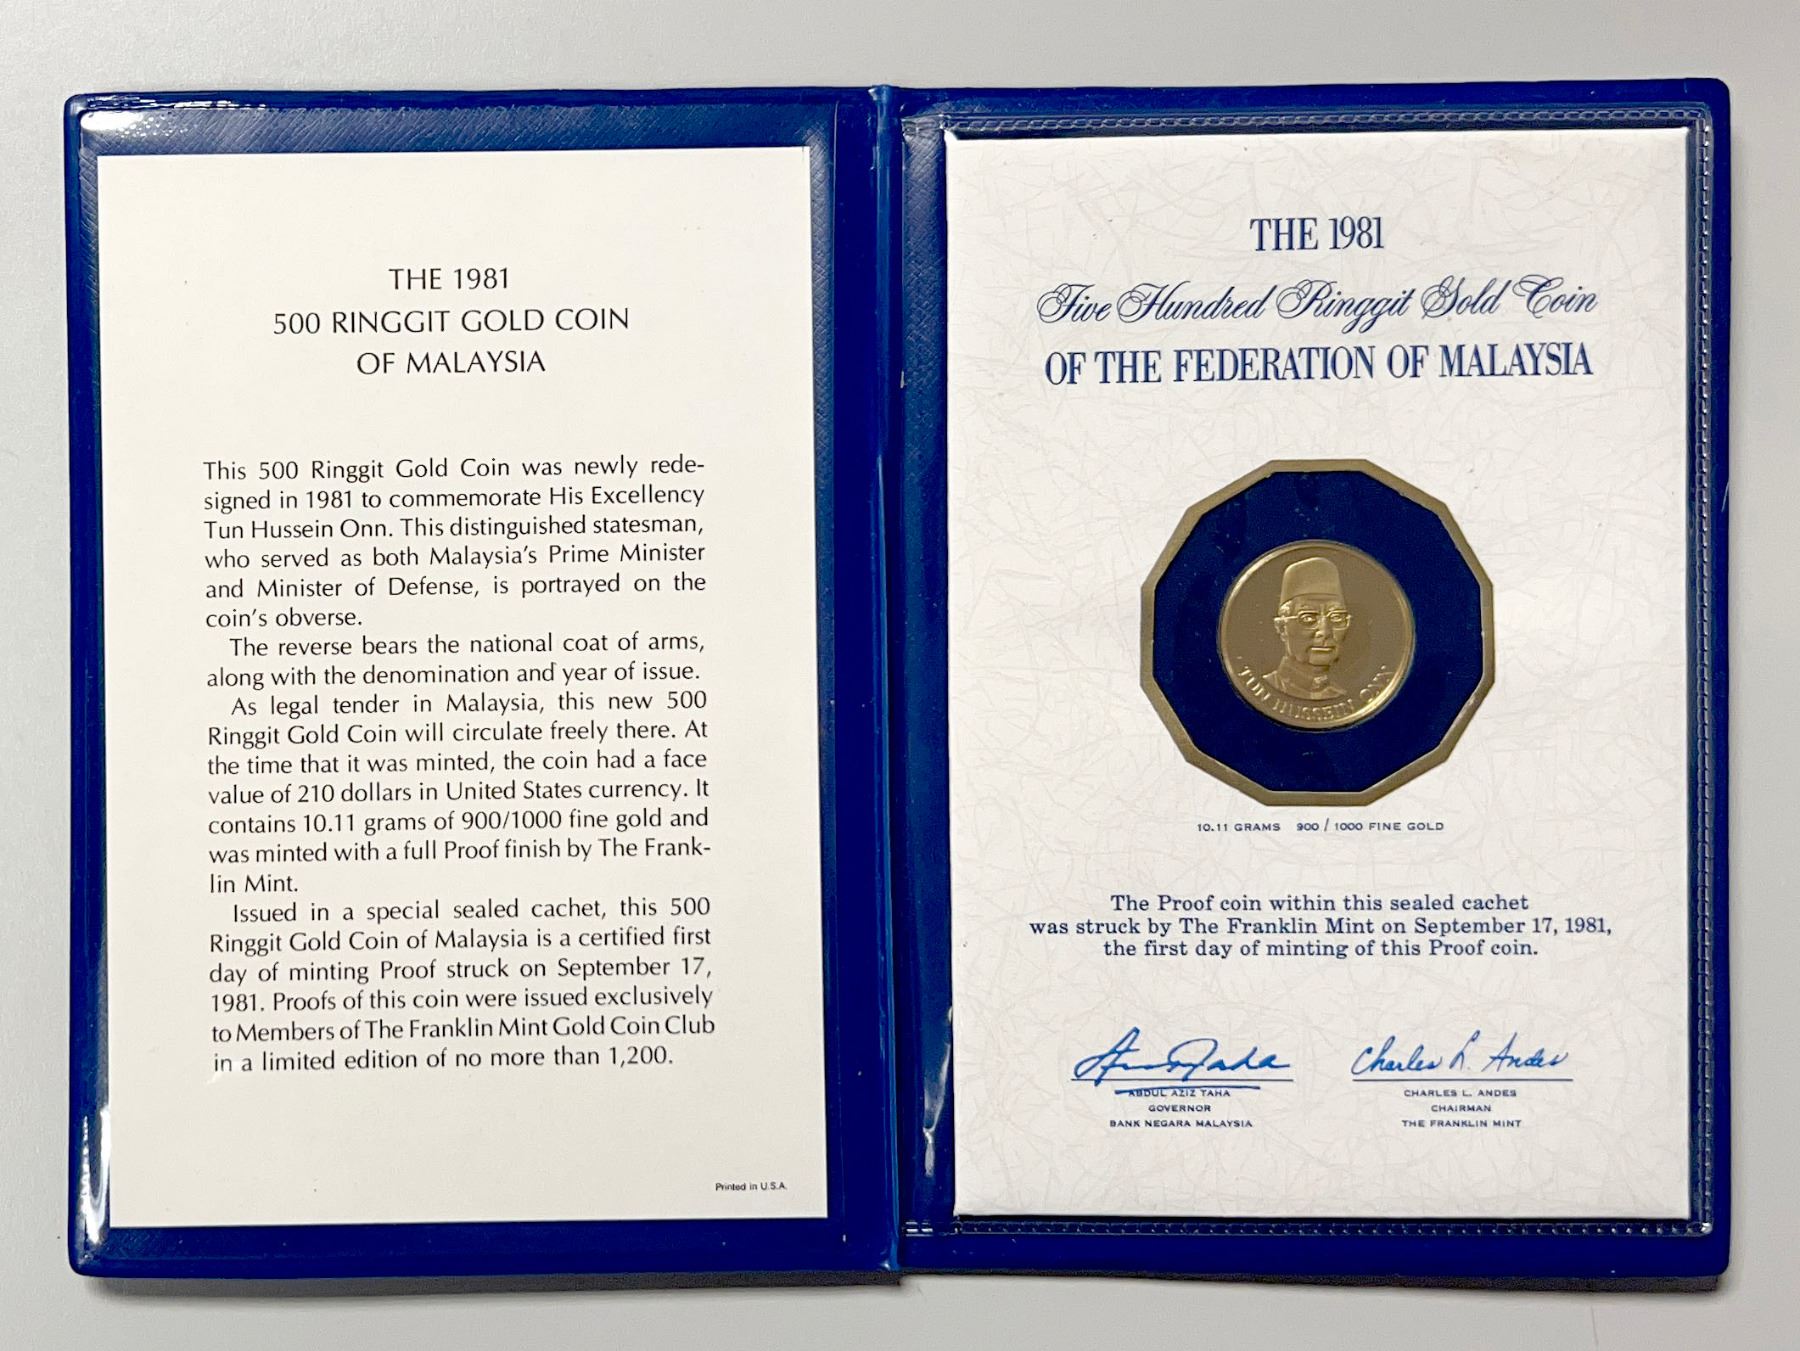 THE 1981
500 RINGGIT GOLD COIN
OF MALAYSIA
This 500 Ringgit Gold Coin was newly rede-
signed in 1981 to commemorate His Excellency
Tun Hussein Onn. This distinguished statesman,
who served as both Malaysia's Prime Minister
and Minister of Defense, is portrayed on the
coin's obverse.
The reverse bears the national coat of arms,
along with the denomination and year of issue.
As legal tender in Malaysia, this new 500
Ringgit Gold Coin will circulate freely there. At
the time that it was minted, the coin had a face
value of 210 dollars in United States currency. It
contains 10.11 grams of 900/1000 fine gold and
was minted with a full Proof finish by The Frank-
lin Mint.
Issued in a special sealed cachet, this 500
Ringgit Gold Coin of Malaysia is a certified first
day of minting Proof struck on September 17,
1981. Proofs of this coin were issued exclusively
to Members of The Franklin Mint Gold Coin Club
in a limited edition of no more than 1,200.
Printed in U.S.A.
THE 1981
Five Hundred Ringgit Gold Coin
OF THE FEDERATION OF MALAYSIA
TUN HUSSEIN ONN
10.11 GRAMS 900/1000 FINE GOLD
The Proof coin within this sealed cachet
was struck by The Franklin Mint on September 17, 1981,
the first day of minting of this Proof coin.
Charles L. Andes
ABDUL AZIZ TAHA
GOVERNOR
BANK NEGARA MALAYSIA
CHARLES L. ANDES
CHAIRMAN
THE FRANKLIN MINT